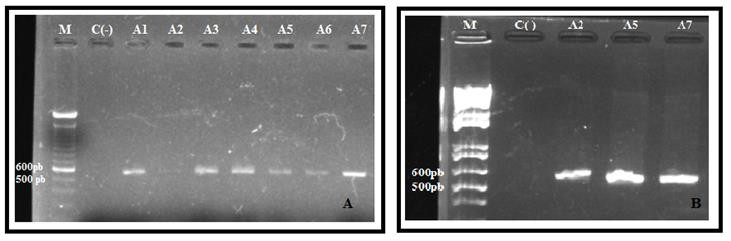 M C(-) A1 A2 A3 A4 A5 A6 A7
600pb
500 pb
A
M C(-) A2 A5 A7
600pb
500pb
B